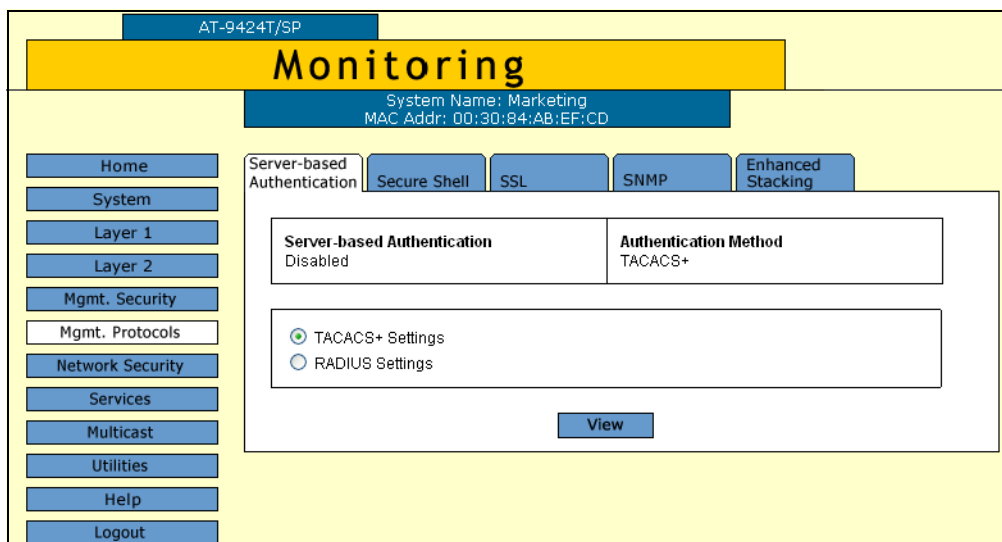 AT-9424T/SP
Monitoring
System Name: Marketing
MAC Addr: 00:30:84:AB:EF:CD
Home
System
Layer 1
Layer 2
Mgmt. Security
Mgmt. Protocols
Network Security
Services
Multicast
Utilities
Help
Logout
Server-based
Authentication
Secure Shell
SSL
SNMP
Enhanced
Stacking
Server-based Authentication
Disabled
Authentication Method
TACACS+
TACACS+ Settings
RADIUS Settings
View